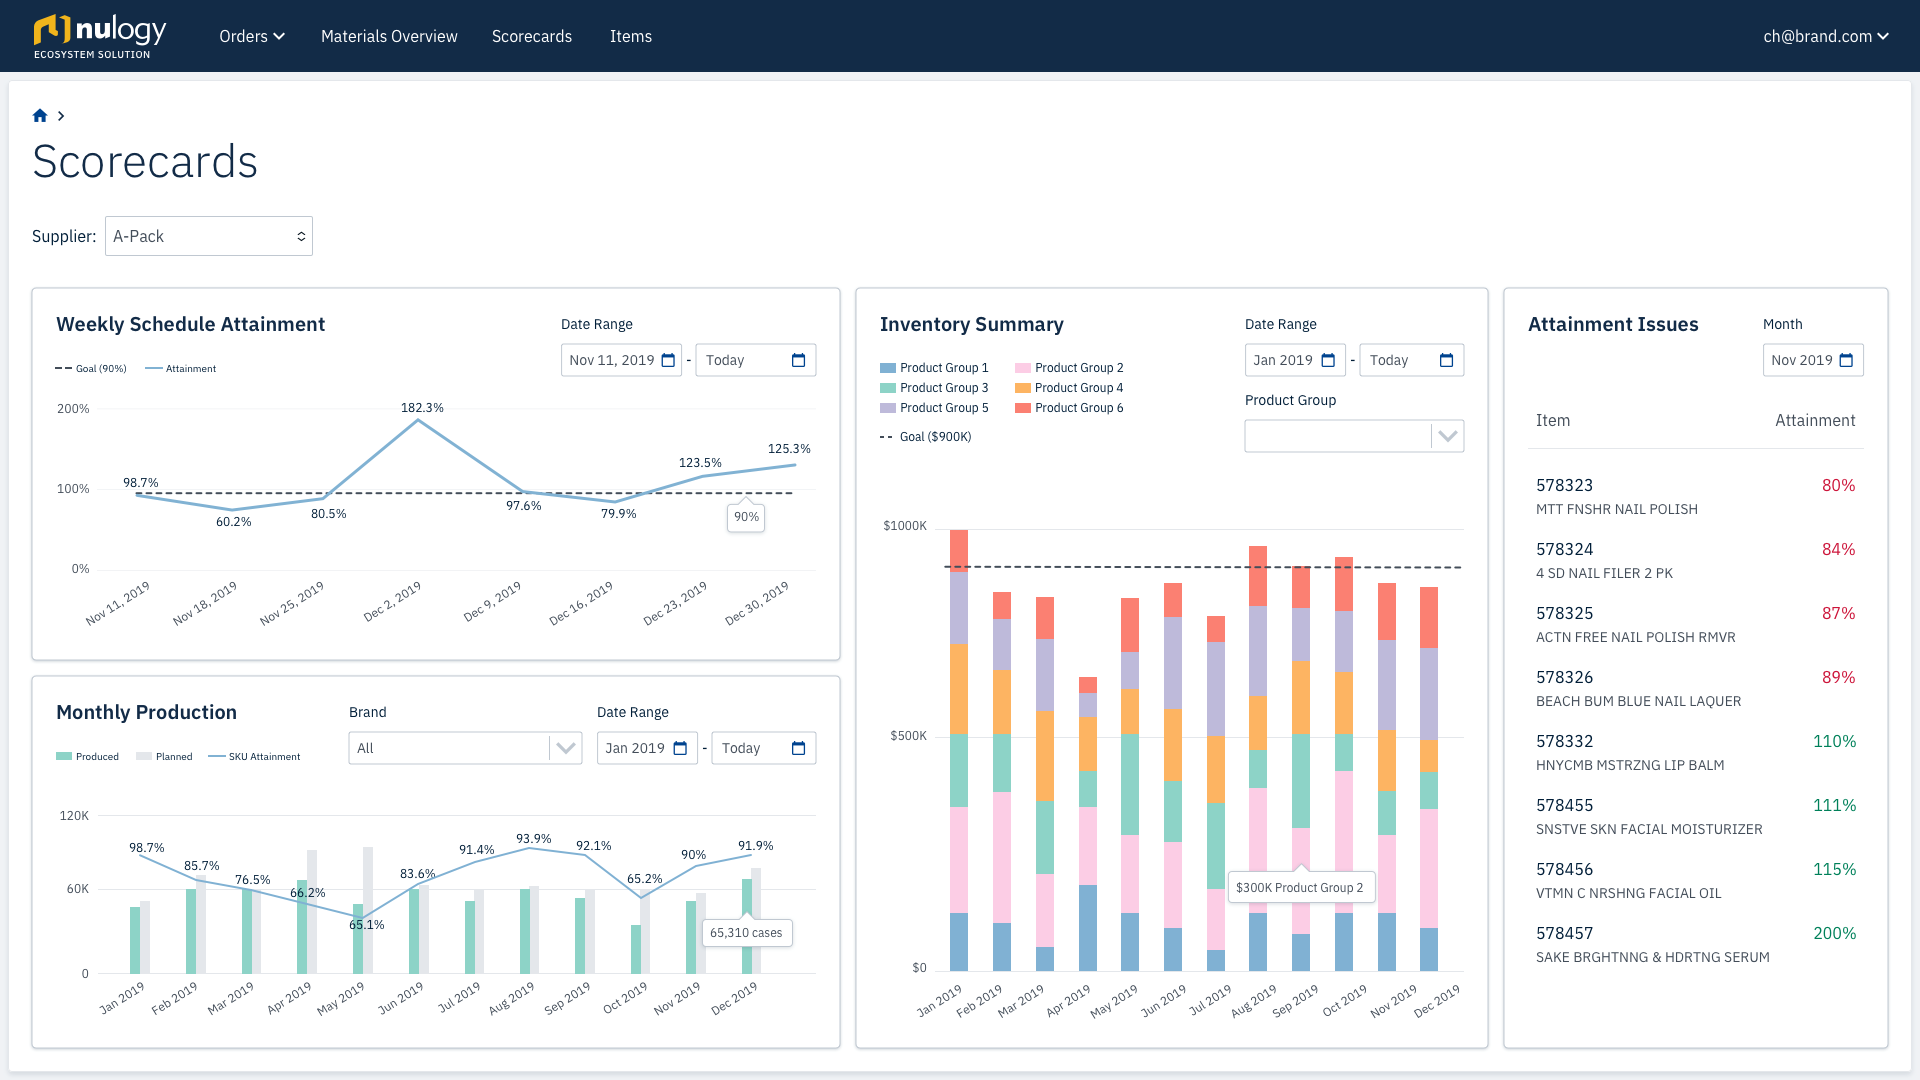 nulogy
ECOSYSTEM SOLUTION
Orders
Materials Overview
Scorecards
Items
ch@brand.com
Scorecards
Supplier:
A-Pack
Weekly Schedule Attainment
Date Range
Nov 11, 2019 - Today
Goal (90%)
Attainment
200%
100%
0%
98.7%
60.2%
80.5%
182.3%
97.6%
79.9%
123.5%
125.3%
90%
Nov 11, 2019
Nov 18, 2019
Nov 25, 2019
Dec 2, 2019
Dec 9, 2019
Dec 16, 2019
Dec 23, 2019
Dec 30, 2019
Monthly Production
Brand
All
Date Range
Jan 2019 - Today
Produced
Planned
SKU Attainment
120K
60K
0
98.7%
85.7%
76.5%
66.2%
65.1%
83.6%
91.4%
93.9%
92.1%
65.2%
90%
91.9%
65,310 cases
Jan 2019
Feb 2019
Mar 2019
Apr 2019
May 2019
Jun 2019
Jul 2019
Aug 2019
Sep 2019
Oct 2019
Nov 2019
Dec 2019
Inventory Summary
Date Range
Jan 2019 - Today
Product Group 1
Product Group 2
Product Group 3
Product Group 4
Product Group 5
Product Group 6
Goal ($900K)
Product Group
$1000K
$500K
$0
$300K Product Group 2
Jan 2019
Feb 2019
Mar 2019
Apr 2019
May 2019
Jun 2019
Jul 2019
Aug 2019
Sep 2019
Oct 2019
Nov 2019
Dec 2019
Attainment Issues
Month
Nov 2019
Item Attainment
578323 80%
MTT FNSHR NAIL POLISH
578324 84%
4 SD NAIL FILER 2 PK
578325 87%
ACTN FREE NAIL POLISH RMVR
578326 89%
BEACH BUM BLUE NAIL LAQUER
578332 110%
HNYCMB MSTRZNG LIP BALM
578455 111%
SNSTVE SKN FACIAL MOISTURIZER
578456 115%
VTMN C NRSHNG FACIAL OIL
578457 200%
SAKE BRGHTNNG & HDRTNG SERUM